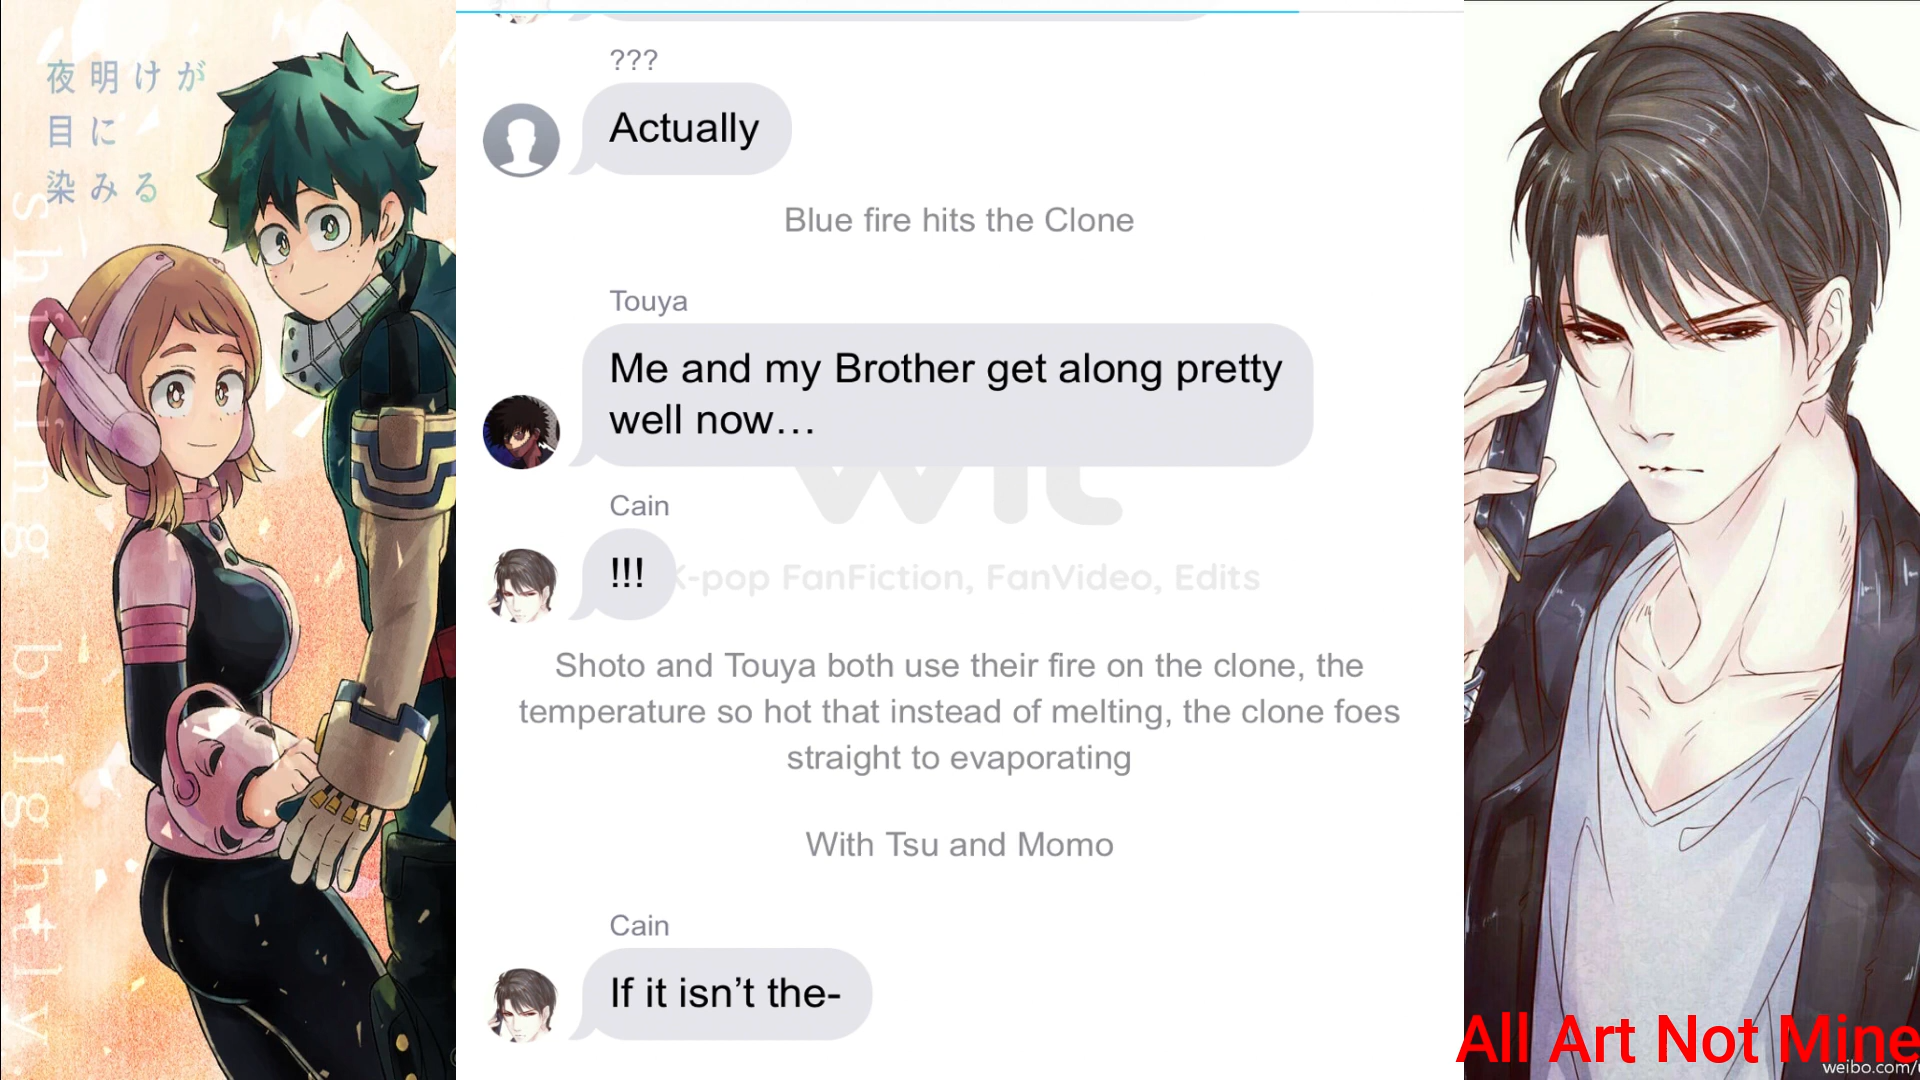 夜明けが
目に
染みる
shining brightly.
???
Actually
Blue fire hits the Clone
Touya
Me and my Brother get along pretty
well now…
wit
Cain
!!!
K-pop FanFiction, FanVideo, Edits
Shoto and Touya both use their fire on the clone, the
temperature so hot that instead of melting, the clone foes
straight to evaporating
With Tsu and Momo
Cain
If it isn’t the-
All Art Not Mine
weibo.com/